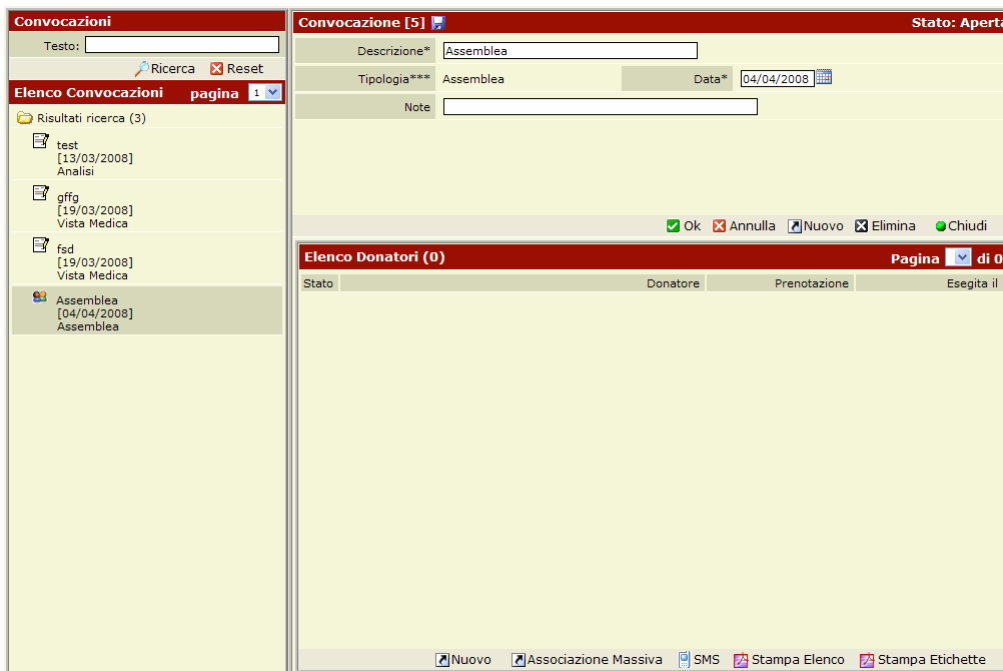 Convocazioni
Testo:
Ricerca Reset
Elenco Convocazioni pagina 1
Risultati ricerca (3)
test
[13/03/2008]
Analisi
gffg
[19/03/2008]
Vista Medica
fsd
[19/03/2008]
Vista Medica
Assemblea
[04/04/2008]
Assemblea
Convocazione [5] Stato: Aperta
Descrizione* Assemblea
Tipologia*** Assemblea Data* 04/04/2008
Note
Ok Annulla Nuovo Elimina Chiudi
Elenco Donatori (0) Pagina di 0
Stato Donatore Prenotazione Esegita il
Nuovo Associazione Massiva SMS Stampa Elenco Stampa Etichette